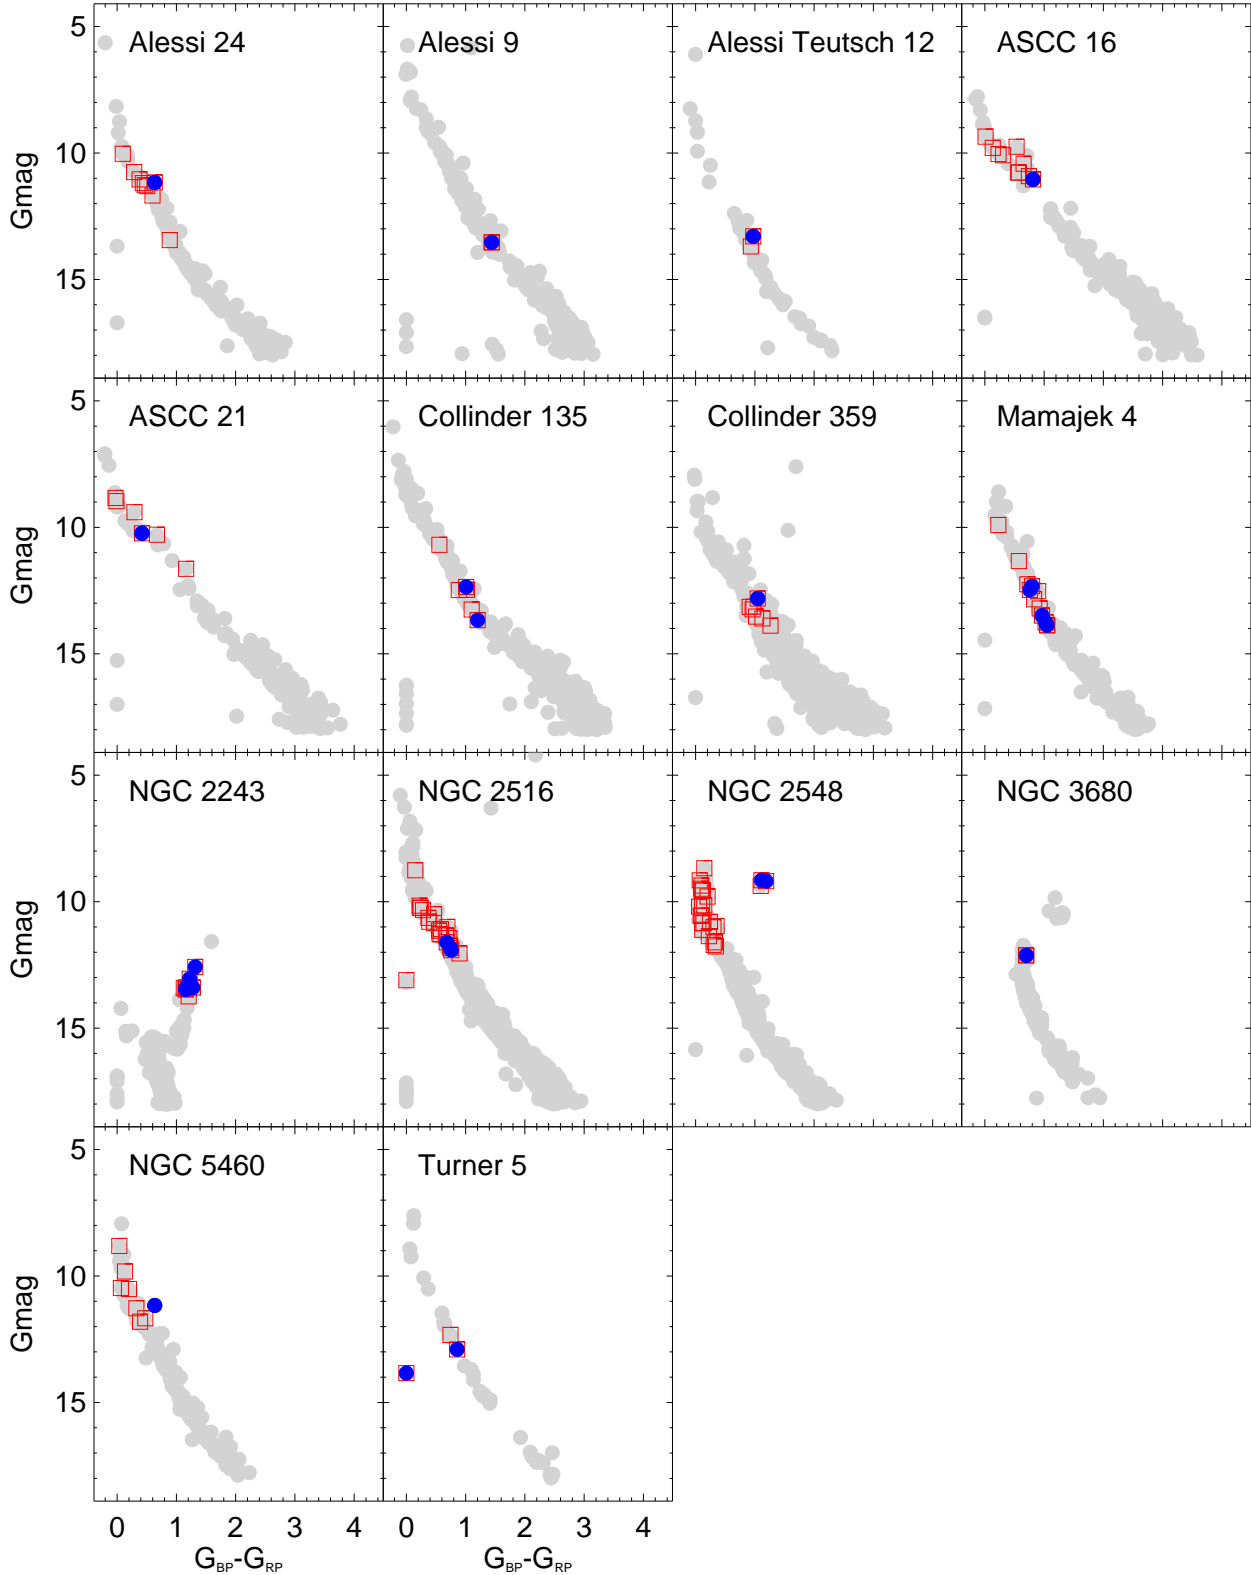 5
10
15
Gmag
Alessi 24
Alessi 9
Alessi Teutsch 12
ASCC 16
5
10
15
Gmag
ASCC 21
Collinder 135
Collinder 359
Mamajek 4
5
10
15
Gmag
NGC 2243
NGC 2516
NGC 2548
NGC 3680
5
10
15
Gmag
NGC 5460
Turner 5
0 1 2 3 4
0 1 2 3 4
G_BP-G_RP
G_BP-G_RP